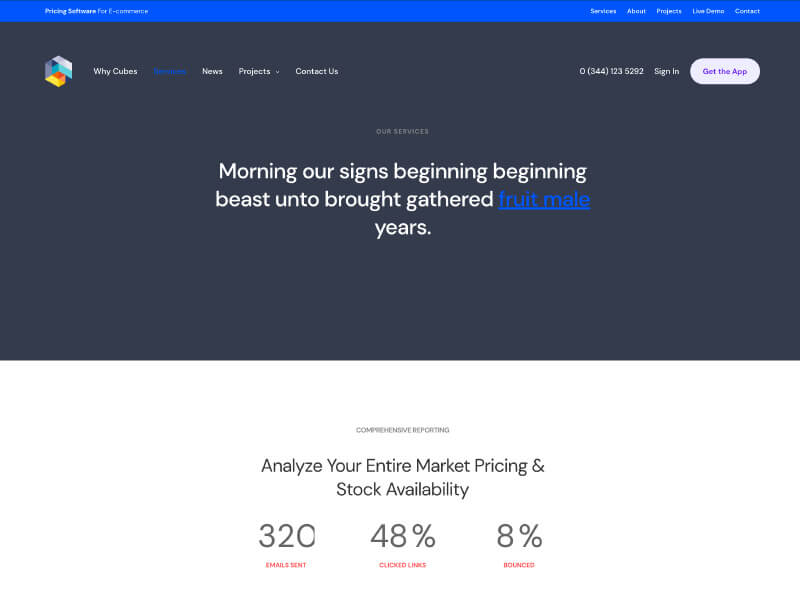 Pricing Software For E-commerce
Services About Projects Live Demo Contact
Why Cubes Services News Projects Contact Us
0 (344) 123 5292 Sign In Get the App
OUR SERVICES
Morning our signs beginning beginning
beast unto brought gathered fruit male
years.
COMPREHENSIVE REPORTING
Analyze Your Entire Market Pricing &
Stock Availability
320 48% 8%
EMAILS SENT CLICKED LINKS BOUNCED